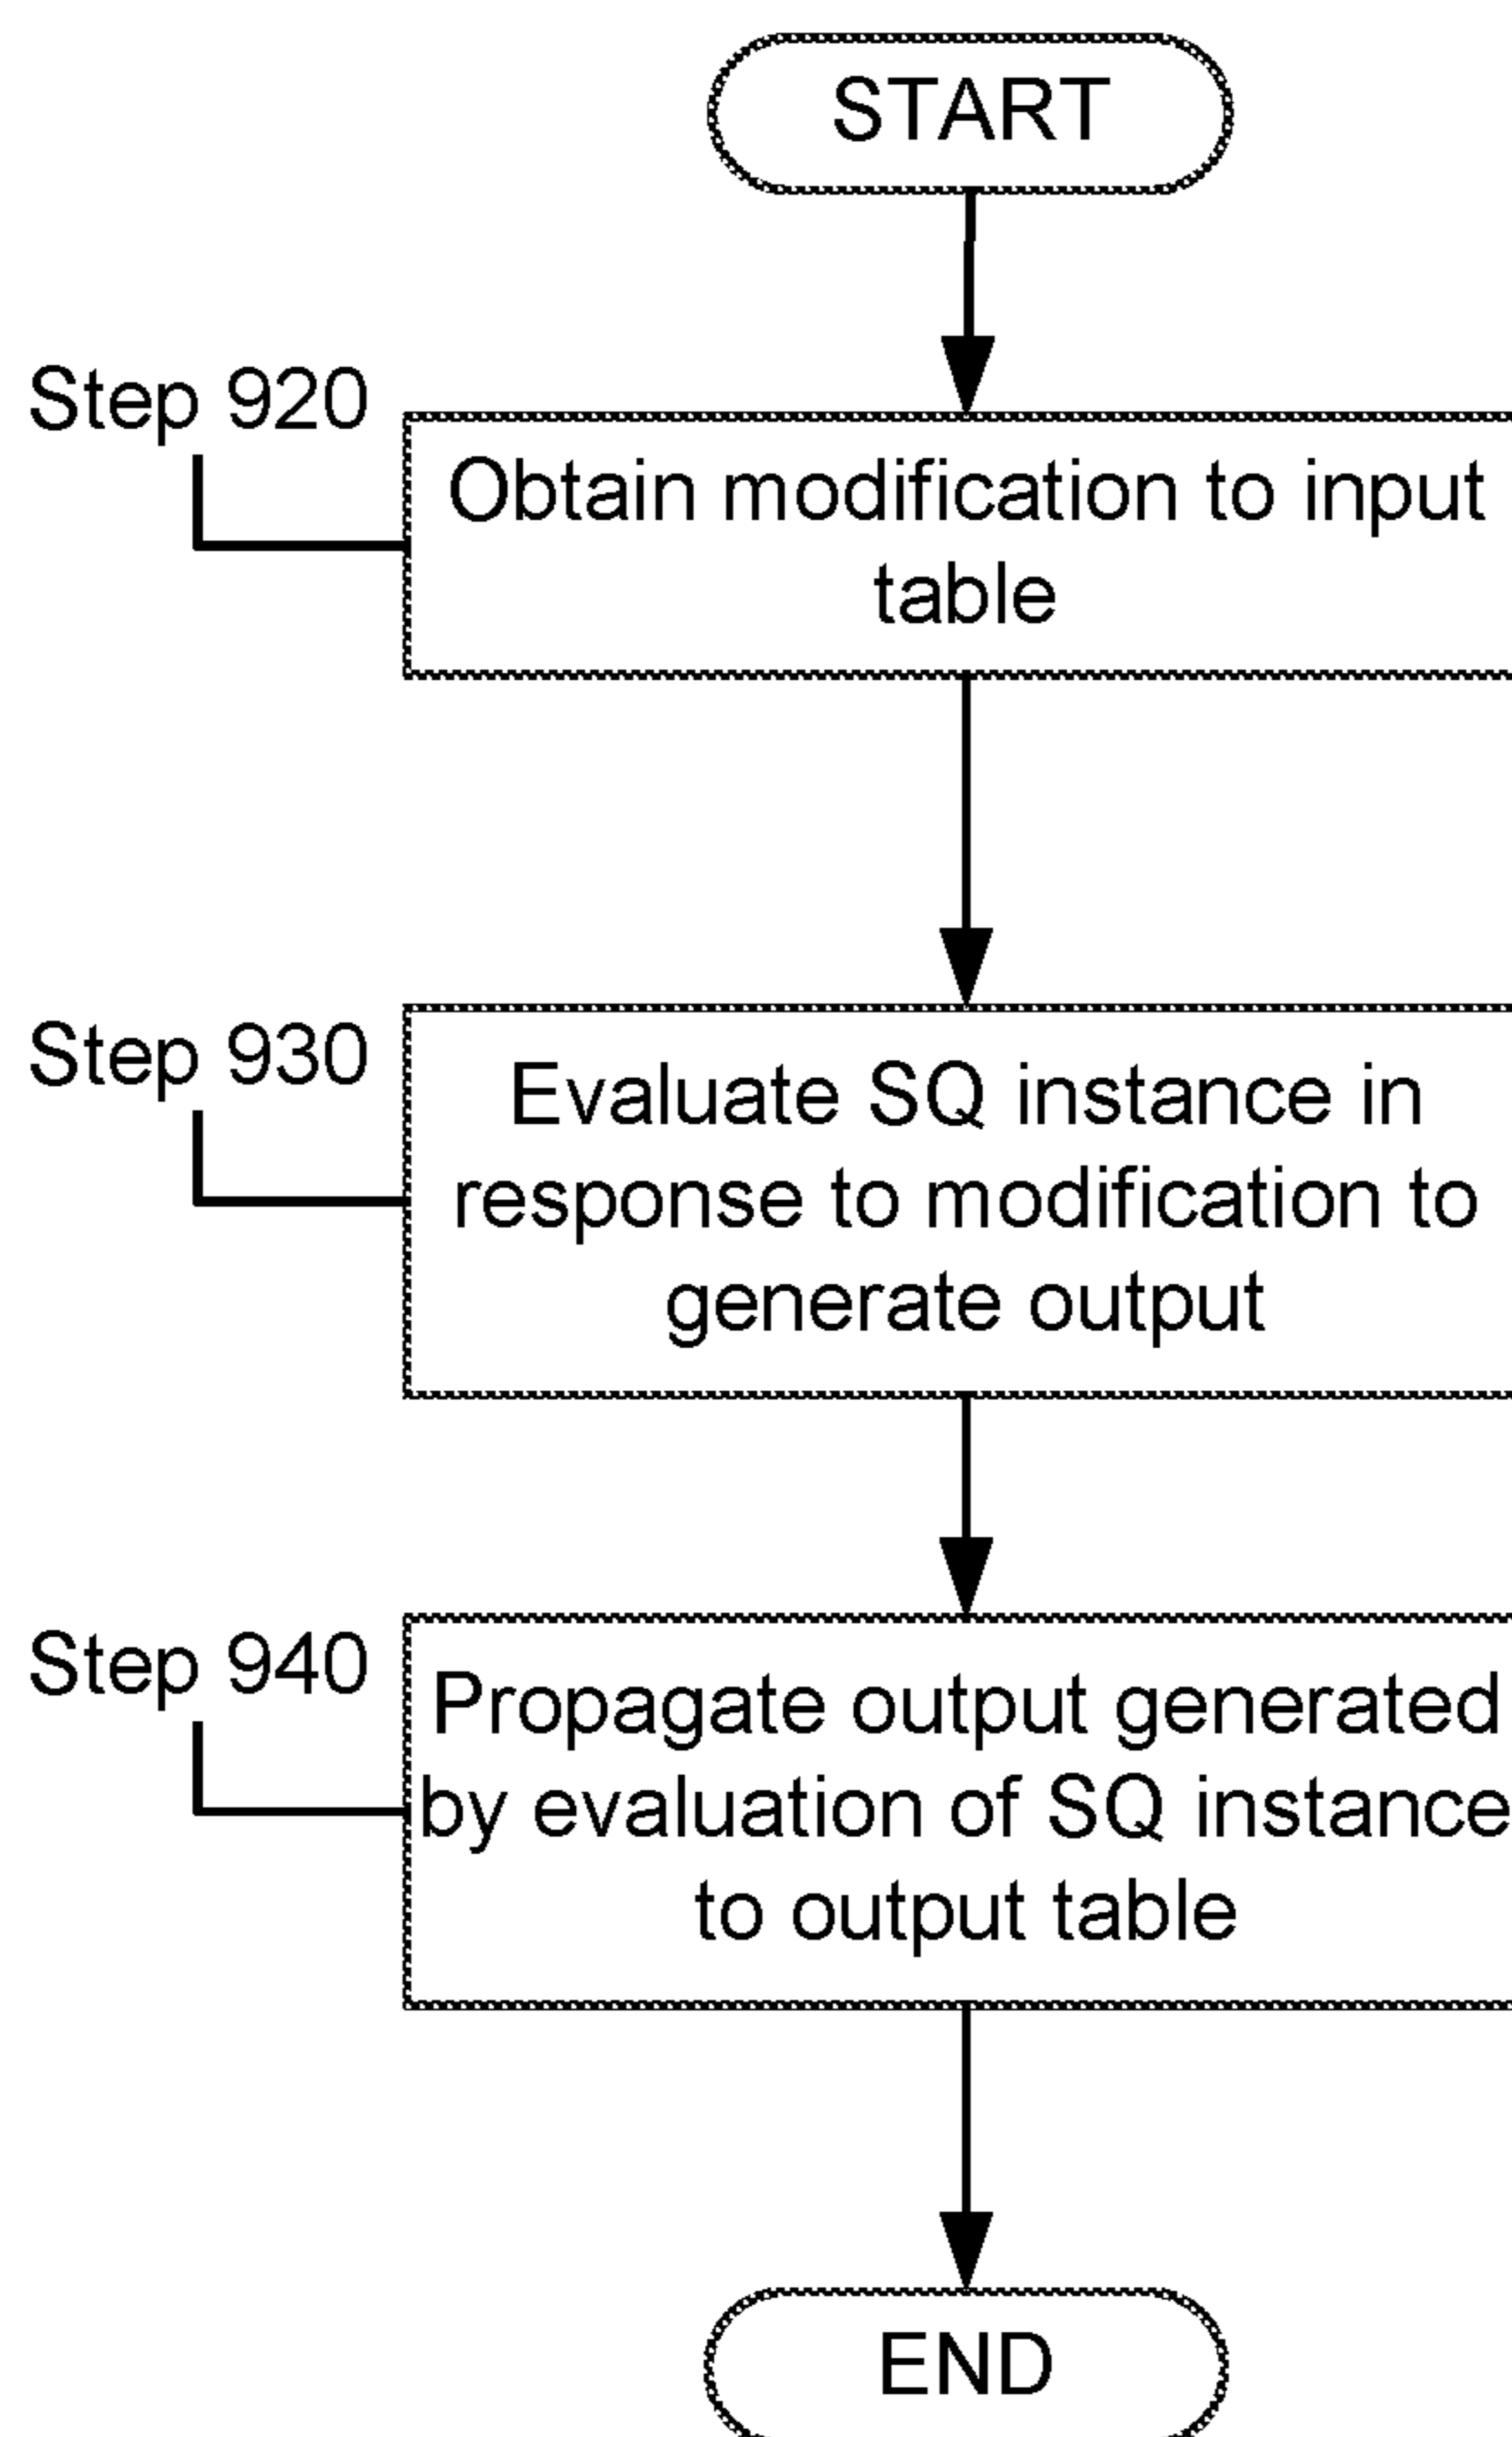 START
Step 920
Obtain modification to input
table
Step 930
Evaluate SQ instance in
response to modification to
generate output
Step 940
Propagate output generated
by evaluation of SQ instance
to output table
END